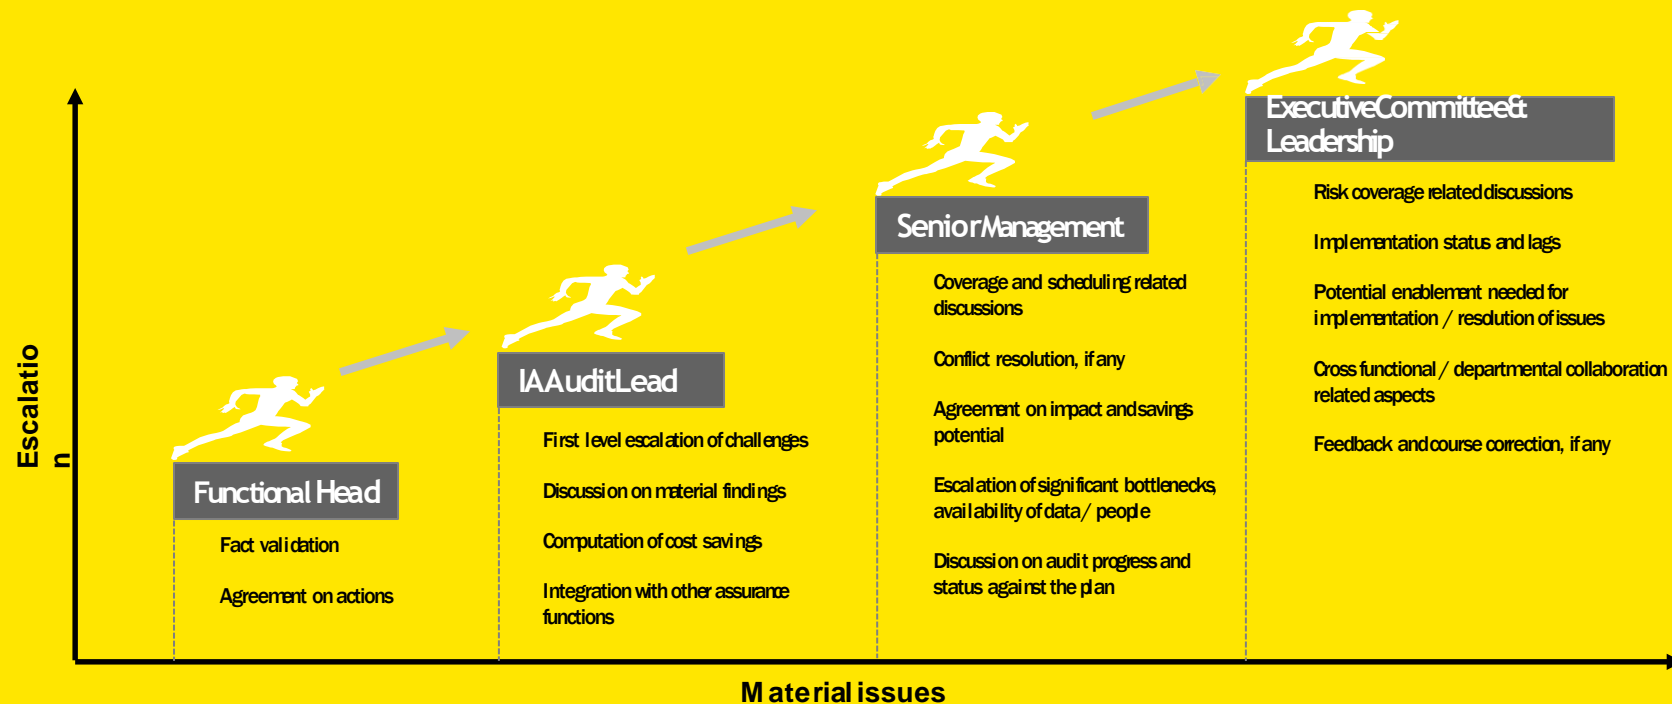 Escalatio
n
Functional Head
Fact validation
Agreement on actions
IA Audit Lead
First level escalation of challenges
Discussion on material findings
Computation of cost savings
Integration with other assurance
functions
Senior Management
Coverage and scheduling related
discussions
Conflict resolution, if any
Agreement on impact and savings
potential
Escalation of significant bottlenecks,
availability of data / people
Discussion on audit progress and
status against the plan
Executive Committee &
Leadership
Risk coverage related discussions
Implementation status and lags
Potential enablement needed for
implementation / resolution of issues
Cross functional / departmental collaboration
related aspects
Feedback and course correction, if any
Material issues